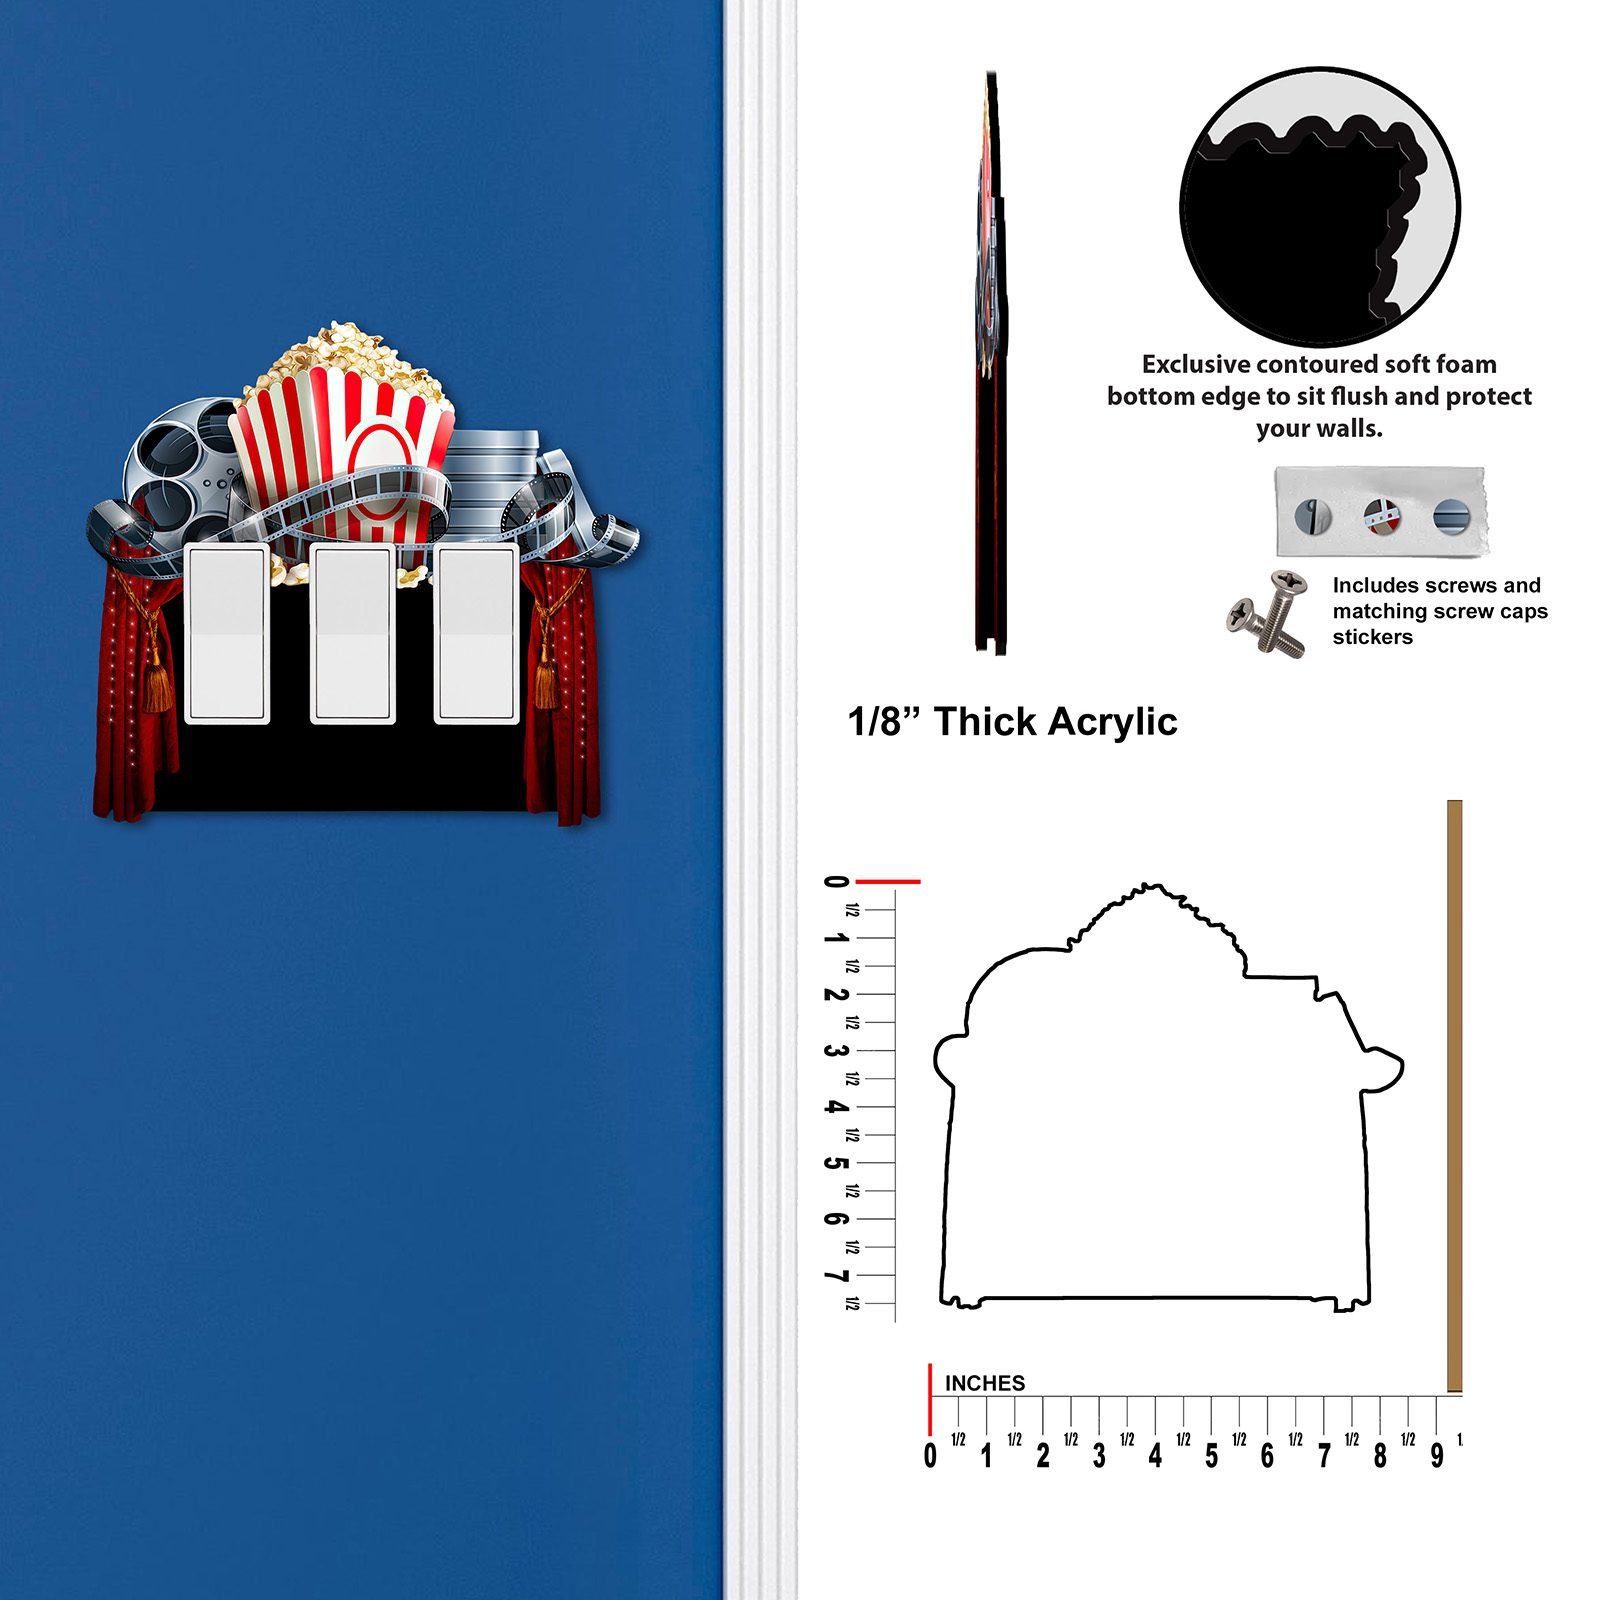 Exclusive contoured soft foam
bottom edge to sit flush and protect
your walls.
Includes screws and
matching screw caps
stickers
1/8” Thick Acrylic
0
1/2
1
1/2
2
1/2
3
1/2
4
1/2
5
1/2
6
1/2
7
1/2
INCHES
0 1/2 1 1/2 2 1/2 3 1/2 4 1/2 5 1/2 6 1/2 7 1/2 8 1/2 9 1.